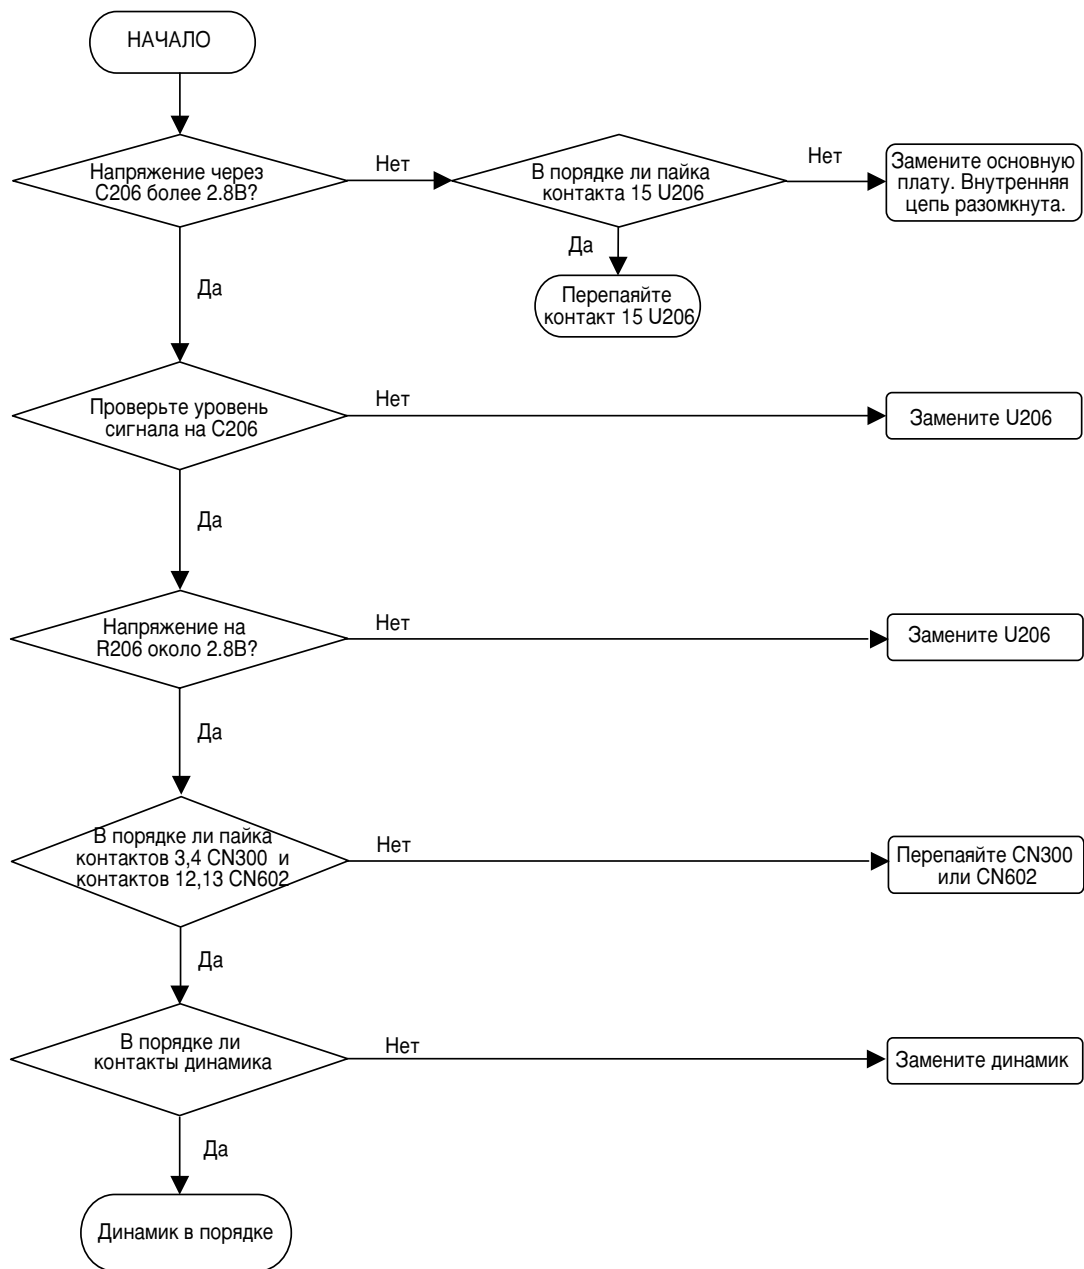 НАЧАЛО
Напряжение через
C206 более 2.8В?
Нет
В порядке ли пайка
контакта 15 U206
Нет
Замените основную
плату. Внутренняя
цепь разомкнута.
Да
Перепаяйте
контакт 15 U206
Да
Проверьте уровень
сигнала на C206
Нет
Замените U206
Да
Напряжение на
R206 около 2.8В?
Нет
Замените U206
Да
В порядке ли пайка
контактов 3,4 CN300 и
контактов 12,13 CN602
Нет
Перепаяйте CN300
или CN602
Да
В порядке ли
контакты динамика
Нет
Замените динамик
Да
Динамик в порядке